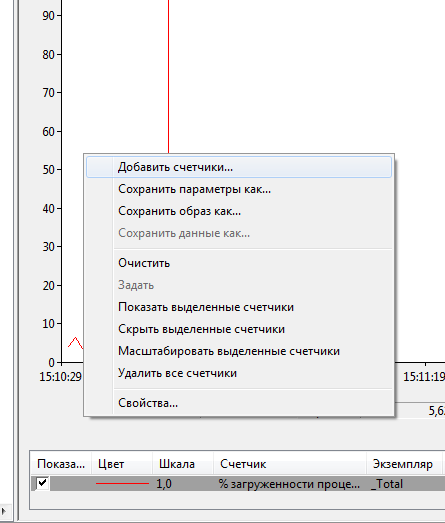 90
80
70
60
50
40
30
20
10
0
Добавить счетчики...
Сохранить параметры как...
Сохранить образ как...
Сохранить данные как...
Очистить
Задать
Показать выделенные счетчики
Скрыть выделенные счетчики
Масштабировать выделенные счетчики
Удалить все счетчики
Свойства...
15:10:29 15:11:19
5,6
Показа... Цвет Шкала Счетчик Экземпляр
1,0 % загруженности проце... _Total